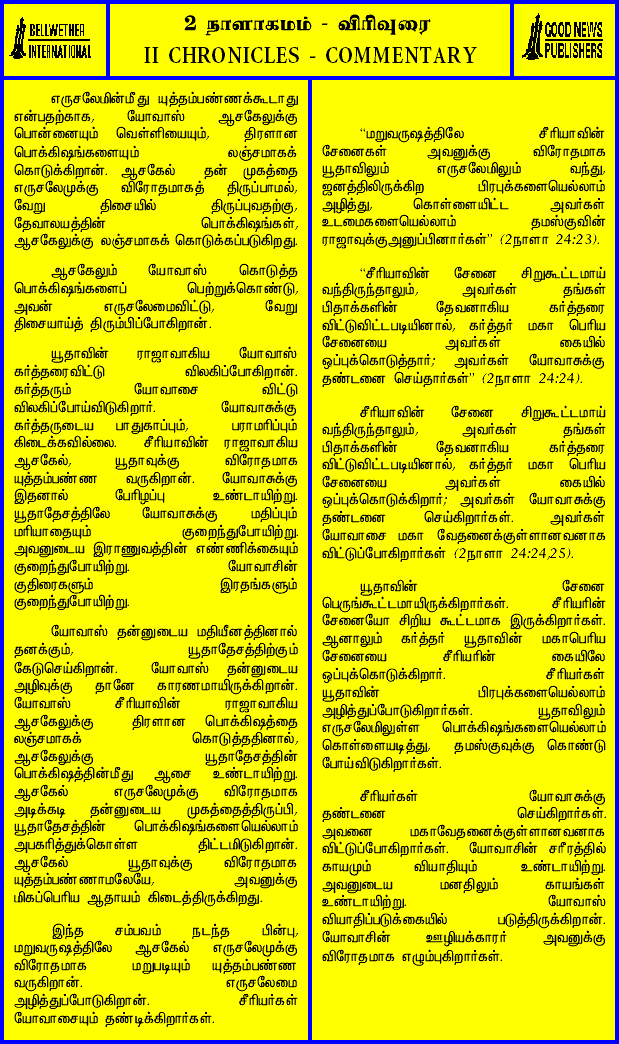 BELLWETHER
INTERNATIONAL
2 நாளாகமம் - விரிவுரை
II CHRONICLES - COMMENTARY
GOOD NEWS
PUBLISHERS
எருசலேமின்மீது யுத்தம்பண்ணக்கூடாது
என்பதற்காக, யோவாஸ் ஆசகேலுக்கு
பொன்னையும் வெள்ளியையும், திரளான
பொக்கிஷங்களையும் லஞ்சமாகக்
கொடுக்கிறான். ஆசகேல் தன் முகத்தை
எருசலேமுக்கு விரோதமாகத் திருப்பாமல்,
வேறு திசையில் திருப்புவதற்கு,
தேவாலயத்தின் பொக்கிஷங்கள்,
ஆசகேலுக்கு லஞ்சமாகக் கொடுக்கப்படுகிறது.
ஆசகேலும் யோவாஸ் கொடுத்த
பொக்கிஷங்களைப் பெற்றுக்கொண்டு,
அவன் எருசலேமைவிட்டு, வேறு
திசையாய்த் திரும்பிப்போகிறான்.
யூதாவின் ராஜாவாகிய யோவாஸ்
கர்த்தரைவிட்டு விலகிப்போகிறான்.
கர்த்தரும் யோவாசை விட்டு
விலகிப்போய்விடுகிறார். யோவாசுக்கு
கர்த்தருடைய பாதுகாப்பும், பராமரிப்பும்
கிடைக்கவில்லை. சீரியாவின் ராஜாவாகிய
ஆசகேல், யூதாவுக்கு விரோதமாக
யுத்தம்பண்ண வருகிறான். யோவாசுக்கு
இதனால் பேரிழப்பு உண்டாயிற்று.
யூதாதேசத்திலே யோவாசுக்கு மதிப்பும்
மரியாதையும் குறைந்துபோயிற்று.
அவனுடைய இராணுவத்தின் எண்ணிக்கையும்
குறைந்துபோயிற்று. யோவாசின்
குதிரைகளும் இரதங்களும்
குறைந்துபோயிற்று.
யோவாஸ் தன்னுடைய மதியீனத்தினால்
தனக்கும், யூதாதேசத்திற்கும்
கேடுசெய்கிறான். யோவாஸ் தன்னுடைய
அழிவுக்கு தானே காரணமாயிருக்கிறான்.
யோவாஸ் சீரியாவின் ராஜாவாகிய
ஆசகேலுக்கு திரளான பொக்கிஷத்தை
லஞ்சமாகக் கொடுத்ததினால்,
ஆசகேலுக்கு யூதாதேசத்தின்
பொக்கிஷத்தின்மீது ஆசை உண்டாயிற்று.
ஆசகேல் எருசலேமுக்கு விரோதமாக
அடிக்கடி தன்னுடைய முகத்தைத்திருப்பி,
யூதாதேசத்தின் பொக்கிஷங்களையெல்லாம்
அபகரித்துக்கொள்ள திட்டமிடுகிறான்.
ஆசகேல் யூதாவுக்கு விரோதமாக
யுத்தம்பண்ணாமலேயே, அவனுக்கு
மிகப்பெரிய ஆதாயம் கிடைத்திருக்கிறது.
இந்த சம்பவம் நடந்த பின்பு,
மறுவருஷத்திலே ஆசகேல் எருசலேமுக்கு
விரோதமாக மறுபடியும் யுத்தம்பண்ண
வருகிறான். எருசலேமை
அழித்துப்போடுகிறான். சீரியர்கள்
யோவாசையும் தண்டிக்கிறார்கள்.
“மறுவருஷத்திலே சீரியாவின்
சேனைகள் அவனுக்கு விரோதமாக
யூதாவிலும் எருசலேமிலும் வந்து,
ஜனத்திலிருக்கிற பிரபுக்களையெல்லாம்
அழித்து, கொள்ளையிட்ட அவர்கள்
உடமைகளையெல்லாம் தமஸ்குவின்
ராஜாவுக்குஅனுப்பினார்கள்” (2நாளா 24:23).
“சீரியாவின் சேனை சிறுகூட்டமாய்
வந்திருந்தாலும், அவர்கள் தங்கள்
பிதாக்களின் தேவனாகிய கர்த்தரை
விட்டுவிட்டபடியினால், கர்த்தர் மகா பெரிய
சேனையை அவர்கள் கையில்
ஒப்புக்கொடுத்தார்; அவர்கள் யோவாசுக்கு
தண்டனை செய்தார்கள்” (2நாளா 24:24).
சீரியாவின் சேனை சிறுகூட்டமாய்
வந்திருந்தாலும், அவர்கள் தங்கள்
பிதாக்களின் தேவனாகிய கர்த்தரை
விட்டுவிட்டபடியினால், கர்த்தர் மகா பெரிய
சேனையை அவர்கள் கையில்
ஒப்புக்கொடுக்கிறார்; அவர்கள் யோவாசுக்கு
தண்டனை செய்கிறார்கள். அவர்கள்
யோவாசை மகா வேதனைக்குள்ளானவனாக
விட்டுப்போகிறார்கள் (2நாளா 24:24,25).
யூதாவின் சேனை
பெருங்கூட்டமாயிருக்கிறார்கள். சீரியரின்
சேனையோ சிறிய கூட்டமாக இருக்கிறார்கள்.
ஆனாலும் கர்த்தர் யூதாவின் மகாபெரிய
சேனையை சீரியரின் கையிலே
ஒப்புக்கொடுக்கிறார். சீரியர்கள்
யூதாவின் பிரபுக்களையெல்லாம்
அழித்துப்போடுகிறார்கள். யூதாவிலும்
எருசலேமிலுள்ள பொக்கிஷங்களையெல்லாம்
கொள்ளையடித்து, தமஸ்குவுக்கு கொண்டு
போய்விடுகிறார்கள்.
சீரியர்கள் யோவாசுக்கு
தண்டனை செய்கிறார்கள்.
அவனை மகாவேதனைக்குள்ளானவனாக
விட்டுப்போகிறார்கள். யோவாசின் சரீரத்தில்
காயமும் வியாதியும் உண்டாயிற்று.
அவனுடைய மனதிலும் காயங்கள்
உண்டாயிற்று. யோவாஸ்
வியாதிப்படுக்கையில் படுத்திருக்கிறான்.
யோவாசின் ஊழியக்காரர் அவனுக்கு
விரோதமாக எழும்புகிறார்கள்.